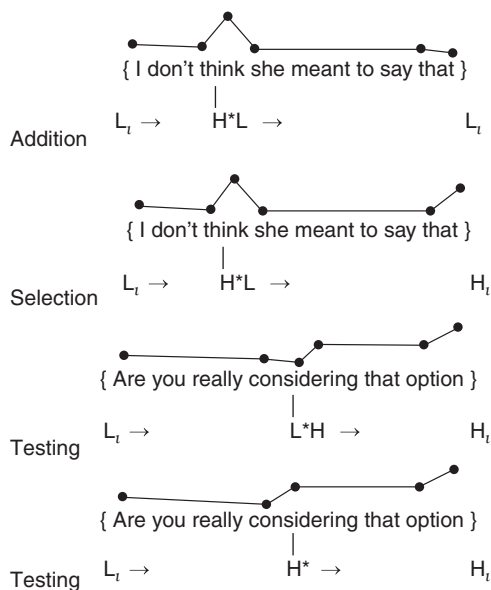 { I don't think she meant to say that }
Lι → H*L → Lι
Addition
{ I don't think she meant to say that }
Lι → H*L → Hι
Selection
{ Are you really considering that option }
Lι → L*H → Hι
Testing
{ Are you really considering that option }
Lι → H* → Hι
Testing